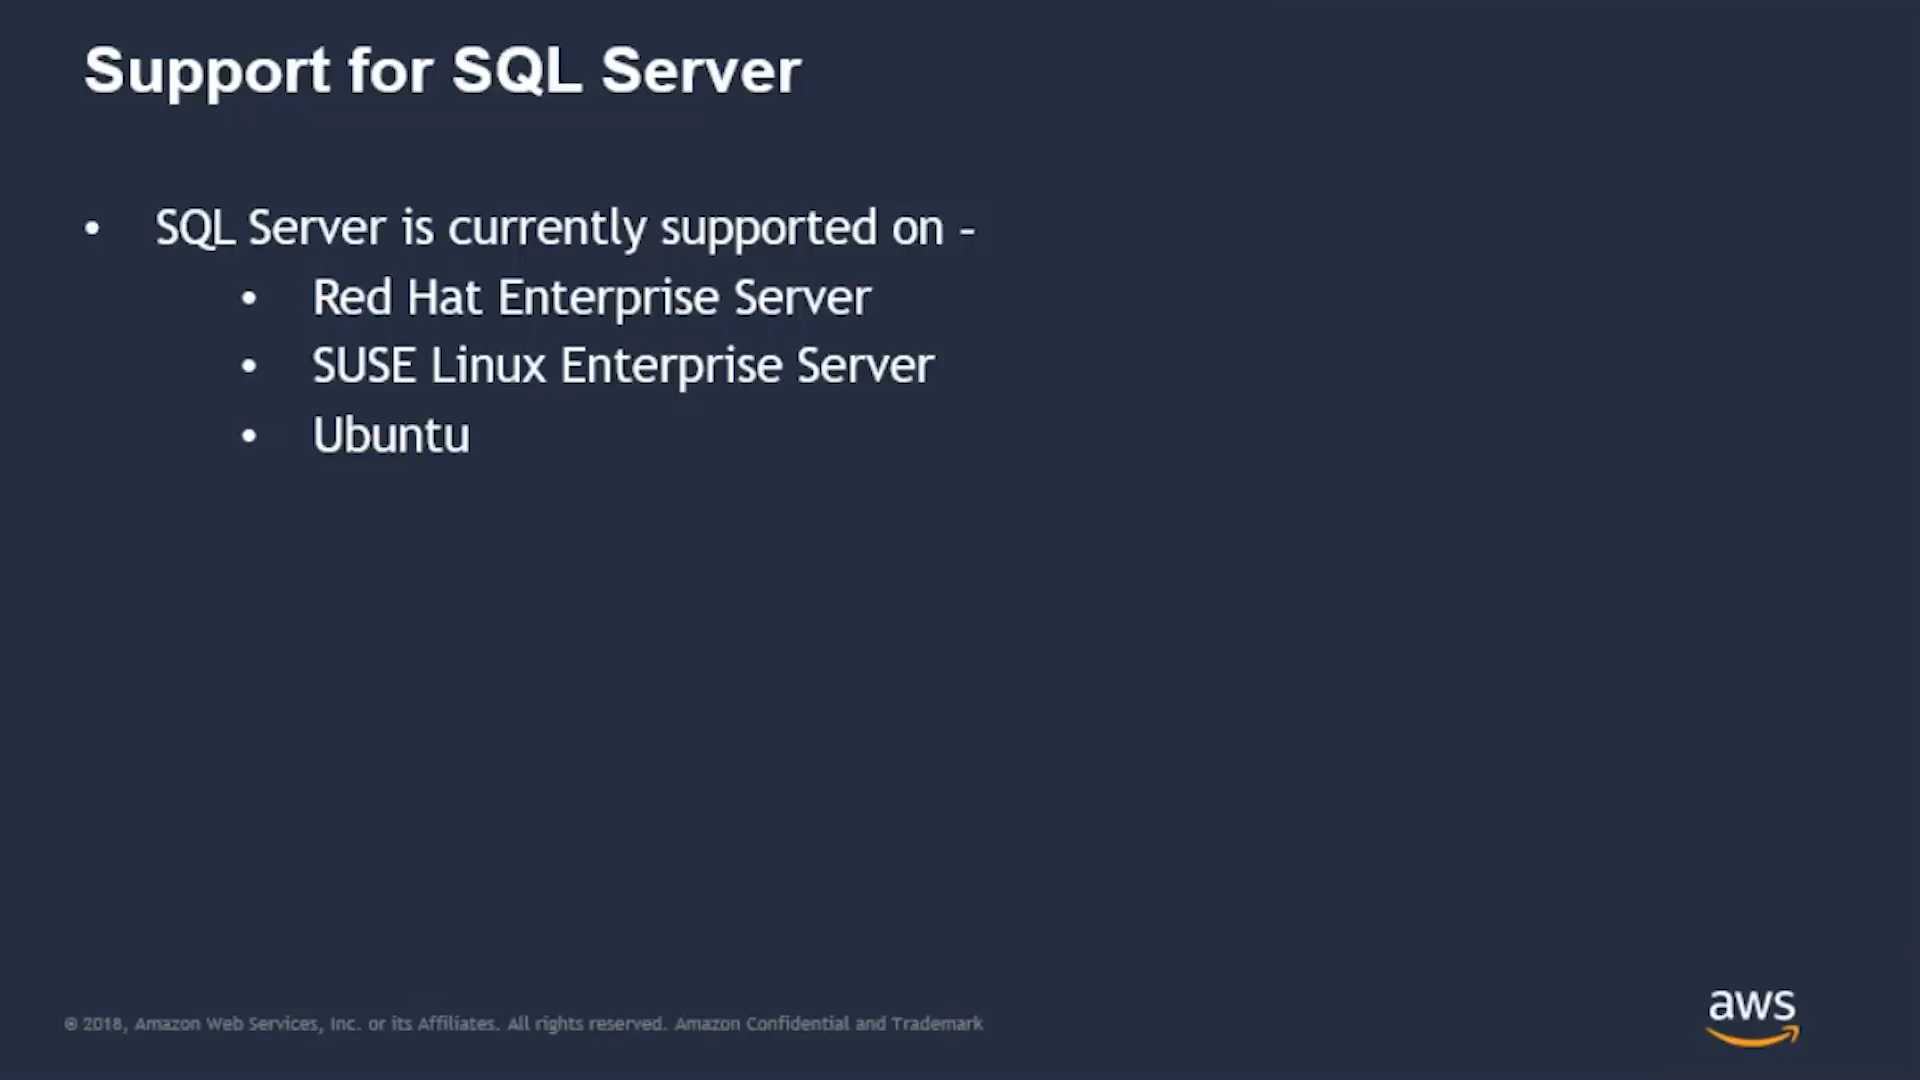 Support for SQL Server
• SQL Server is currently supported on –
• Red Hat Enterprise Server
• SUSE Linux Enterprise Server
• Ubuntu
© 2018, Amazon Web Services, Inc. or its Affiliates. All rights reserved. Amazon Confidential and Trademark
aws